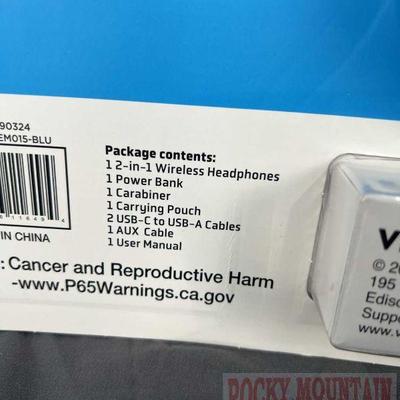 90324
EM015-BLU
Package contents:
1 2-in-1 Wireless Headphones
1 Power Bank
1 Carabiner
1 Carrying Pouch
2 USB-C to USB-A Cables
1 AUX Cable
1 User Manual
IN CHINA
: Cancer and Reproductive Harm
-www.P65Warnings.ca.gov
© 20
195
Ediso
Suppo
www.v
ROCKY MOUNTAIN